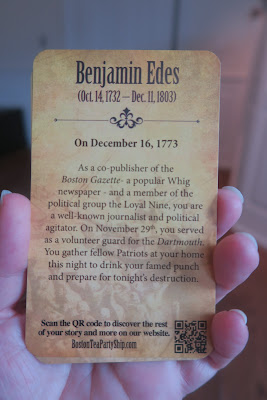 Benjamin Edes
(Oct. 14, 1732 – Dec. 11, 1803)
On December 16, 1773
As a co-publisher of the
Boston Gazette- a popular Whig
newspaper - and a member of the
political group the Loyal Nine, you are
a well-known journalist and political
agitator. On November 29th, you served
as a volunteer guard for the Dartmouth.
You gather fellow Patriots at your home
this night to drink your famed punch
and prepare for tonight's destruction.
Scan the QR code to discover the rest
of your story and more on our website.
BostonTeaPartyShip.com